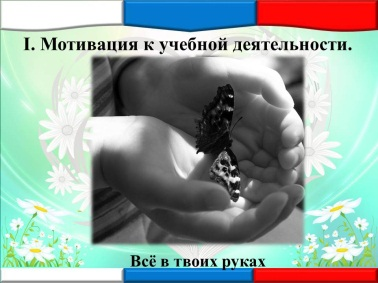 I. Мотивация к учебной деятельности.
Всё в твоих руках